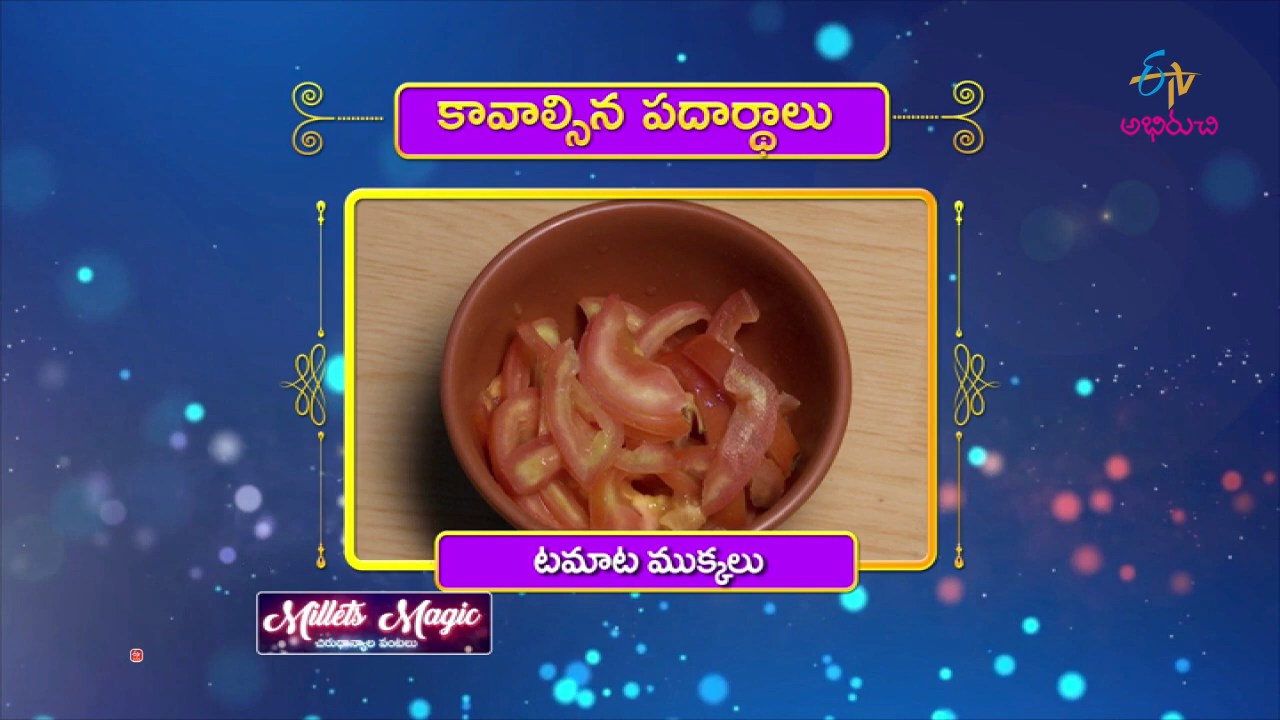 కావాల్సిన పదార్థాలు
ETV
అభిరుచి
టమాట ముక్కలు
Millets Magic
చిరుధాన్యాల వంటలు